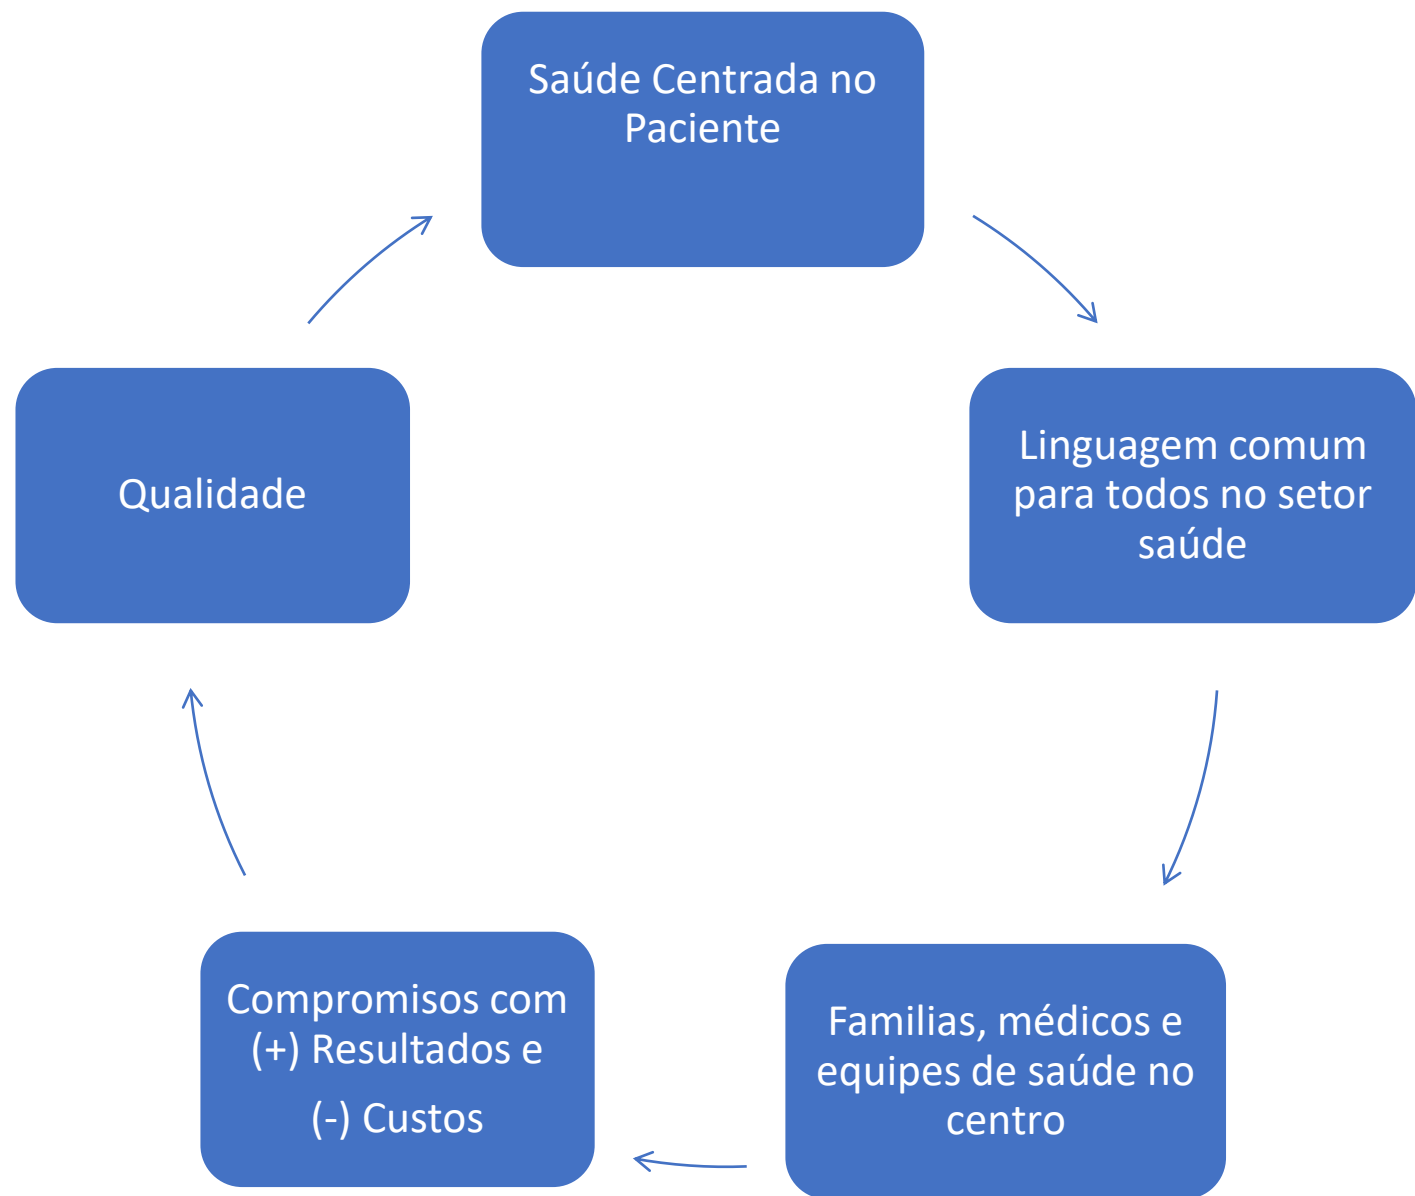 Saúde Centrada no
Paciente
Linguagem comum
para todos no setor
saúde
Familias, médicos e
equipes de saúde no
centro
Compromisos com
(+) Resultados e
(-) Custos
Qualidade